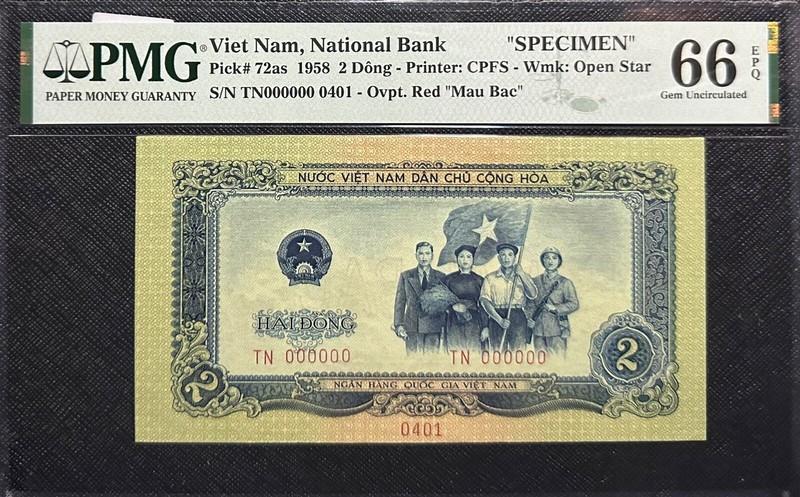 PMG®
PAPER MONEY GUARANTY
Viet Nam, National Bank "SPECIMEN"
Pick# 72as 1958 2 Dông - Printer: CPFS - Wmk: Open Star
S/N TN000000 0401 - Ovpt. Red "Mau Bac"
66 EPQ
Gem Uncirculated
NƯỚC VIỆT NAM DÂN CHỦ CỘNG HÒA
HAI ĐỒNG
TN 000000 TN 000000
2 2
NGÂN HÀNG QUỐC GIA VIỆT NAM
0401